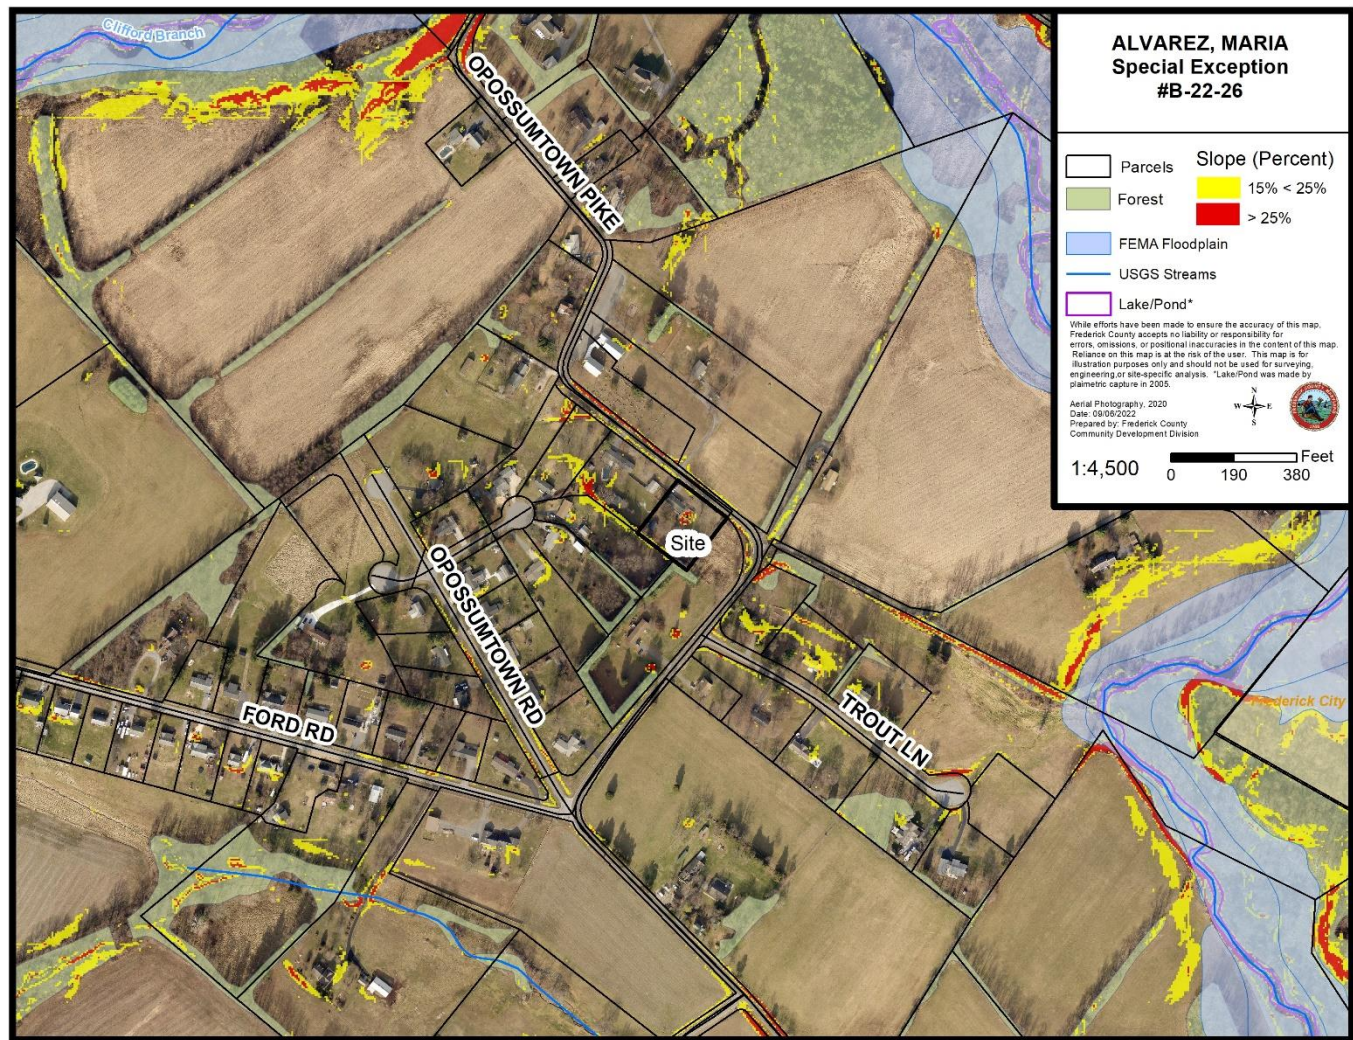 Clifford Branch
OPOSSUMTOWN PIKE
ALVAREZ, MARIA
Special Exception
#B-22-26
Parcels
Forest
Slope (Percent)
15% < 25%
> 25%
FEMA Floodplain
USGS Streams
Lake/Pond*
While efforts have been made to ensure the accuracy of this map,
Frederick County accepts no liability or responsibility for
errors, omissions, or positional inaccuracies in the content of this map.
Reliance on this map is at the risk of the user. This map is for
illustration purposes only and should not be used for surveying,
engineering,or site-specific analysis. *Lake/Pond was made by
plaimetric capture in 2005.
Aerial Photography, 2020
Date: 09/06/2022
Prepared by: Frederick County
Community Development Division
N
W E
S
1:4,500
Feet
0 190 380
Site
OPOSSUMTOWN RD
FORD RD
TROUT LN
Frederick City